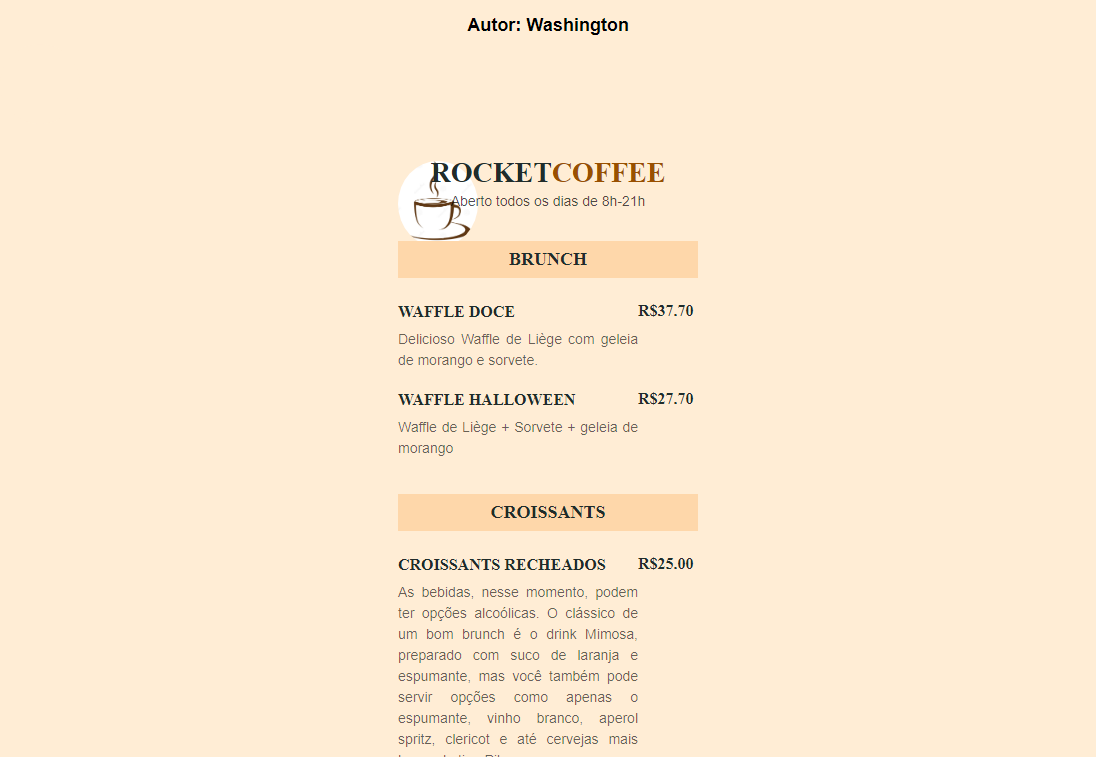 Autor: Washington
ROCKETCOFFEE
Aberto todos os dias de 8h-21h
BRUNCH
WAFFLE DOCE R$37.70
Delicioso Waffle de Liège com geleia
de morango e sorvete.
WAFFLE HALLOWEEN R$27.70
Waffle de Liège + Sorvete + geleia de
morango
CROISSANTS
CROISSANTS RECHEADOS R$25.00
As bebidas, nesse momento, podem
ter opções alcoólicas. O clássico de
um bom brunch é o drink Mimosa,
preparado com suco de laranja e
espumante, mas você também pode
servir opções como apenas o
espumante, vinho branco, aperol
spritz, clericot e até cervejas mais